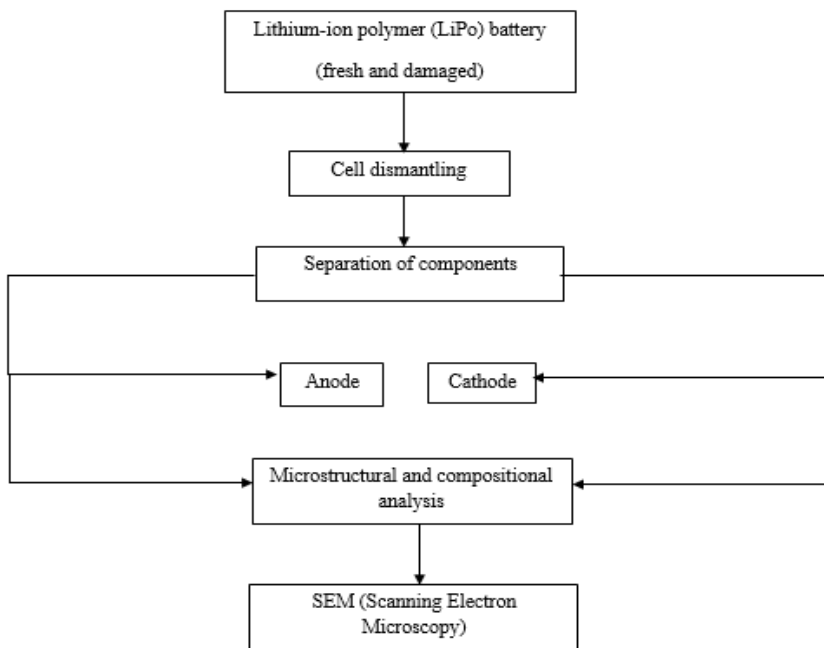 Lithium-ion polymer (LiPo) battery
(fresh and damaged)
Cell dismantling
Separation of components
Anode
Cathode
Microstructural and compositional
analysis
SEM (Scanning Electron
Microscopy)